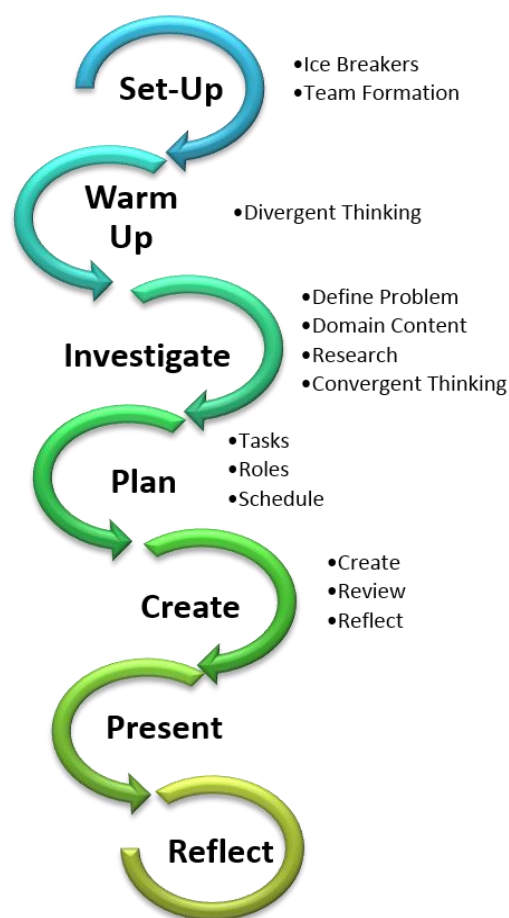 Set-Up
•Ice Breakers
•Team Formation
Warm
Up
•Divergent Thinking
Investigate
•Define Problem
•Domain Content
•Research
•Convergent Thinking
Plan
•Tasks
•Roles
•Schedule
Create
•Create
•Review
•Reflect
Present
Reflect